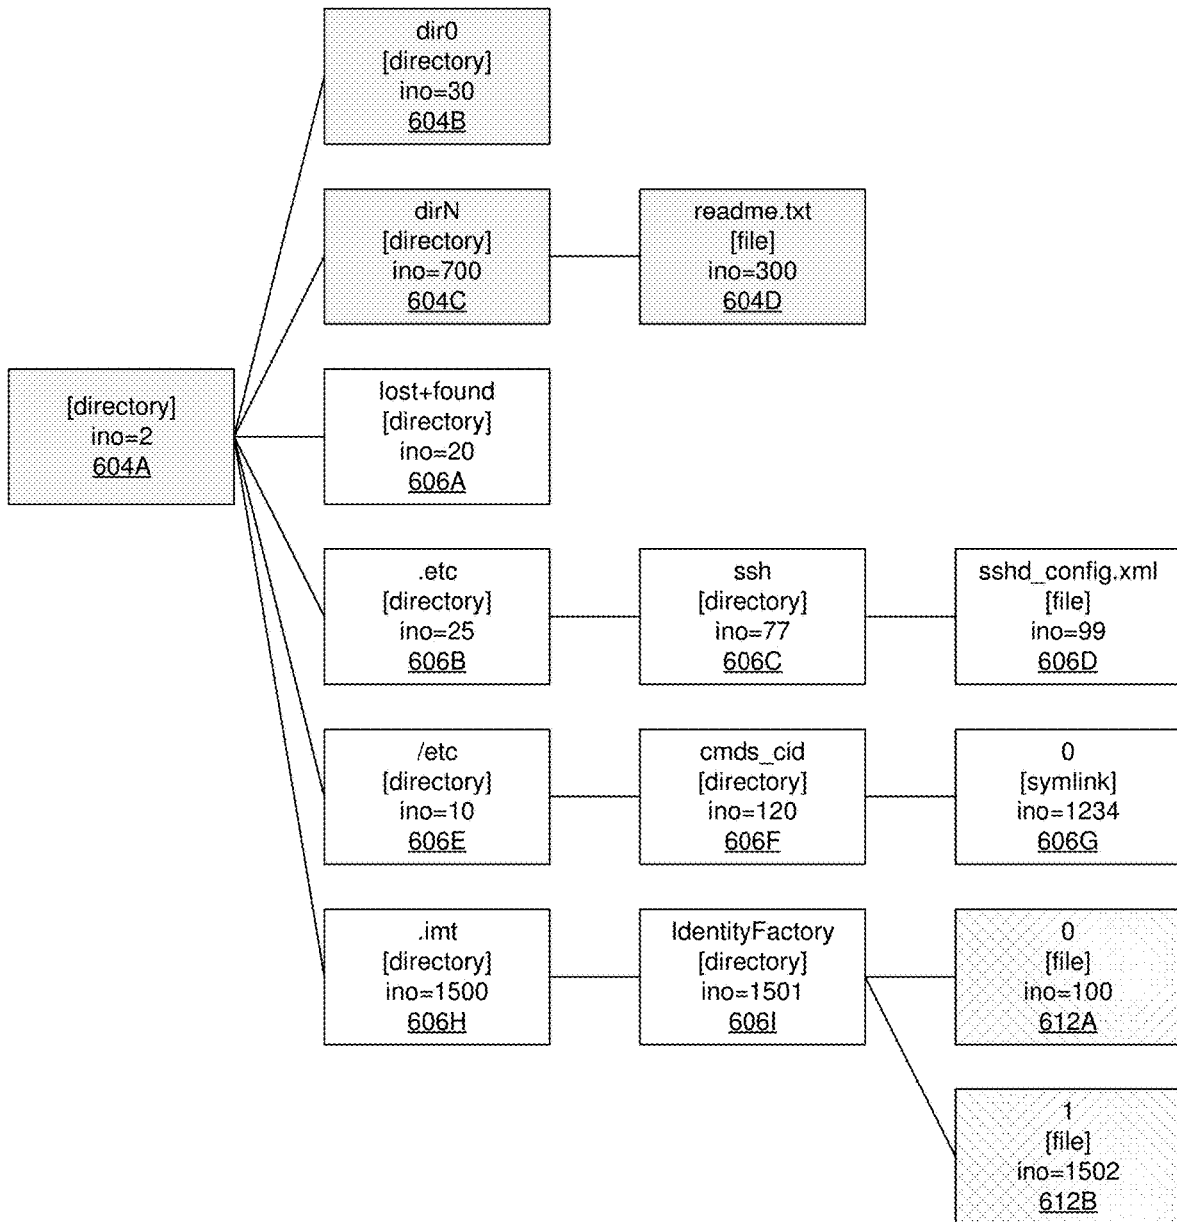 dir0
[directory]
ino=30
604B
dirN
[directory]
ino=700
604C
readme.txt
[file]
ino=300
604D
[directory]
ino=2
604A
lost+found
[directory]
ino=20
606A
.etc
[directory]
ino=25
606B
ssh
[directory]
ino=77
606C
sshd_config.xml
[file]
ino=99
606D
/etc
[directory]
ino=10
606E
cmds_cid
[directory]
ino=120
606F
0
[symlink]
ino=1234
606G
.imt
[directory]
ino=1500
606H
IdentityFactory
[directory]
ino=1501
606I
0
[file]
ino=100
612A
1
[file]
ino=1502
612B